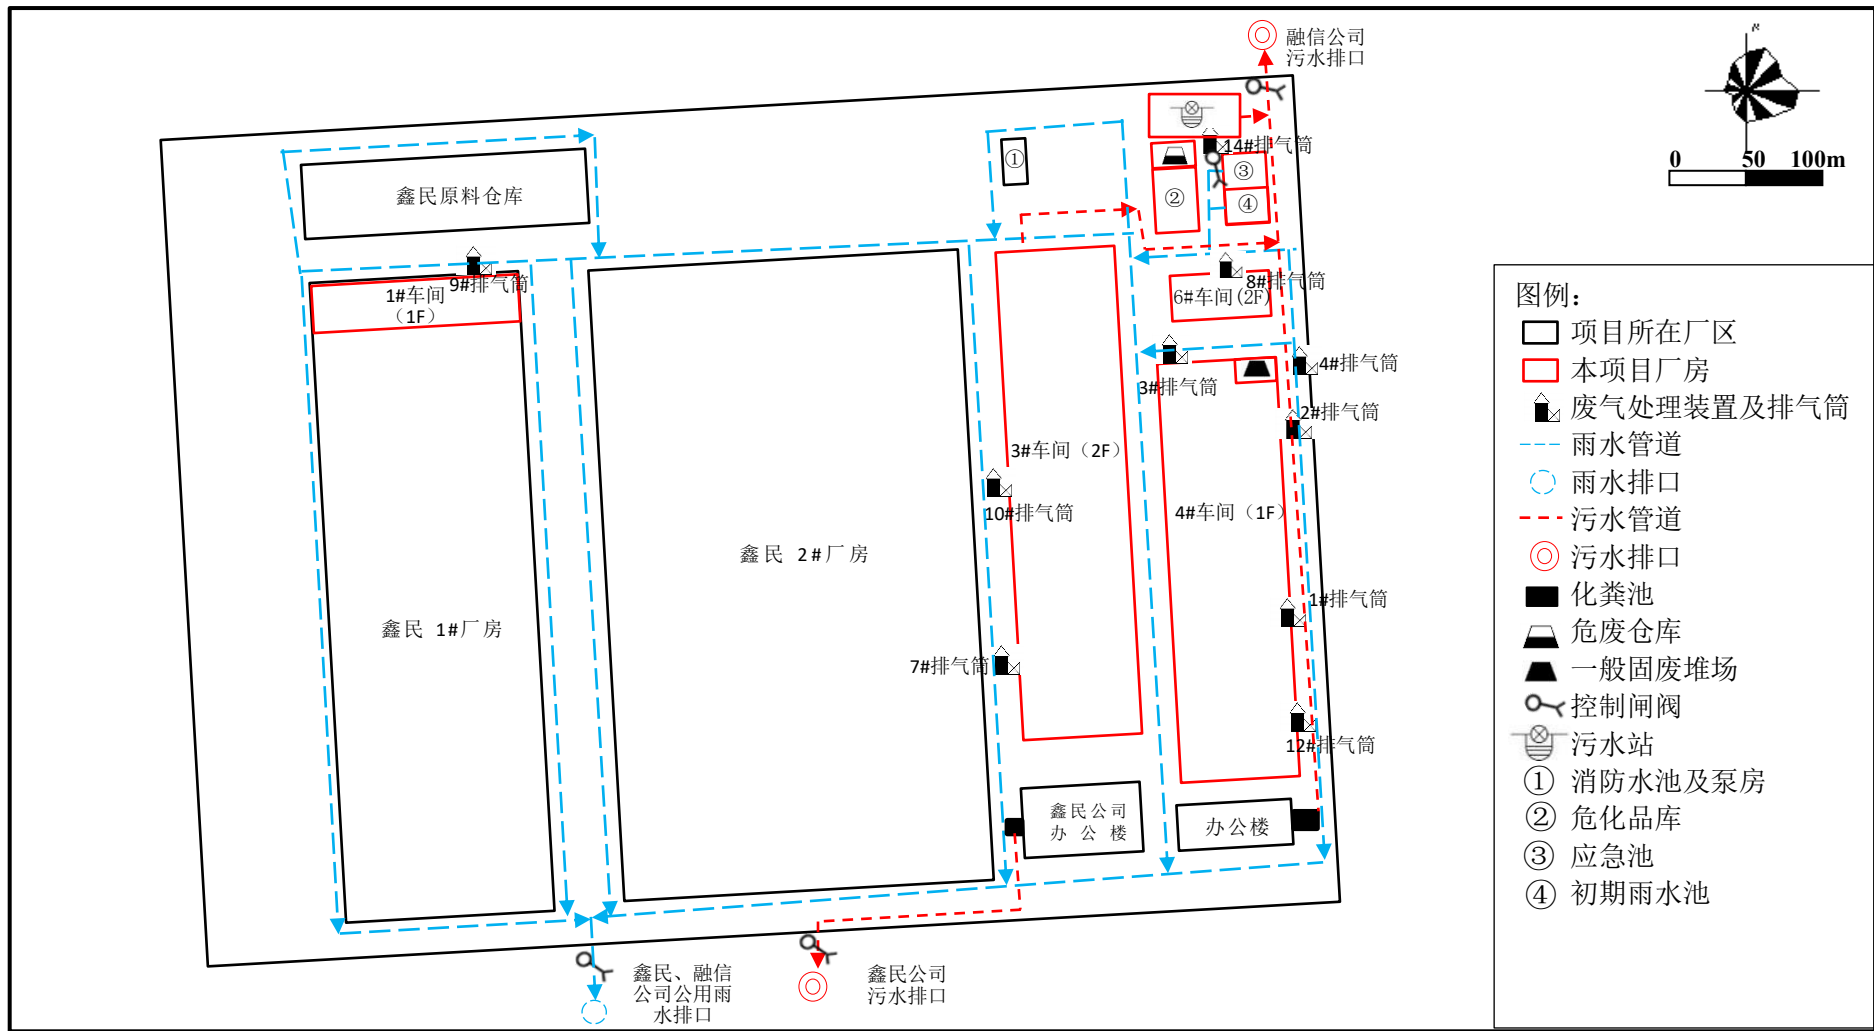 融信公司
污水排口
N
0 50 100m
14#排气筒
①
③
②
④
鑫民原料仓库
9#排气筒
1#车间
（1F）
8#排气筒
6#车间(2F)
3#排气筒
4#排气筒
2#排气筒
3#车间（2F）
10#排气筒
4#车间（1F）
鑫民 2#厂房
鑫民 1#厂房
1#排气筒
7#排气筒
12#排气筒
鑫民公司
办 公 楼
办公楼
鑫民、融信
公司公用雨
水排口
鑫民公司
污水排口
图例：
项目所在厂区
本项目厂房
废气处理装置及排气筒
雨水管道
雨水排口
污水管道
污水排口
化粪池
危废仓库
一般固废堆场
控制闸阀
污水站
① 消防水池及泵房
② 危化品库
③ 应急池
④ 初期雨水池